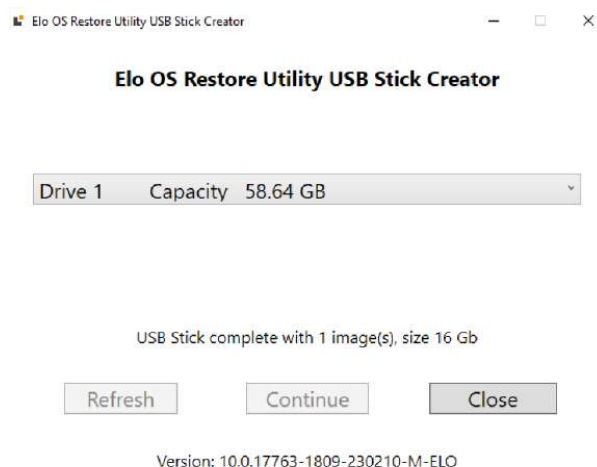 Elo OS Restore Utility USB Stick Creator
Elo OS Restore Utility USB Stick Creator
Drive 1 Capacity 58.64 GB
USB Stick complete with 1 image(s), size 16 Gb
Refresh Continue Close
Version: 10.0.17763-1809-230210-M-ELO